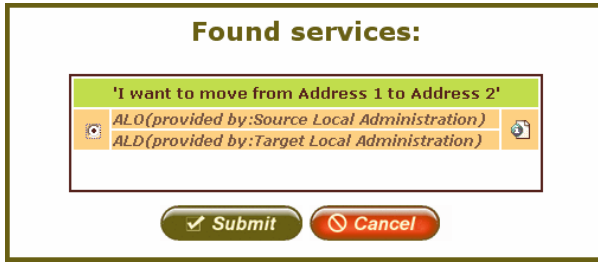 Found services:
'I want to move from Address 1 to Address 2'
ALO(provided by:Source Local Administration)
ALD(provided by:Target Local Administration)
Submit
Cancel